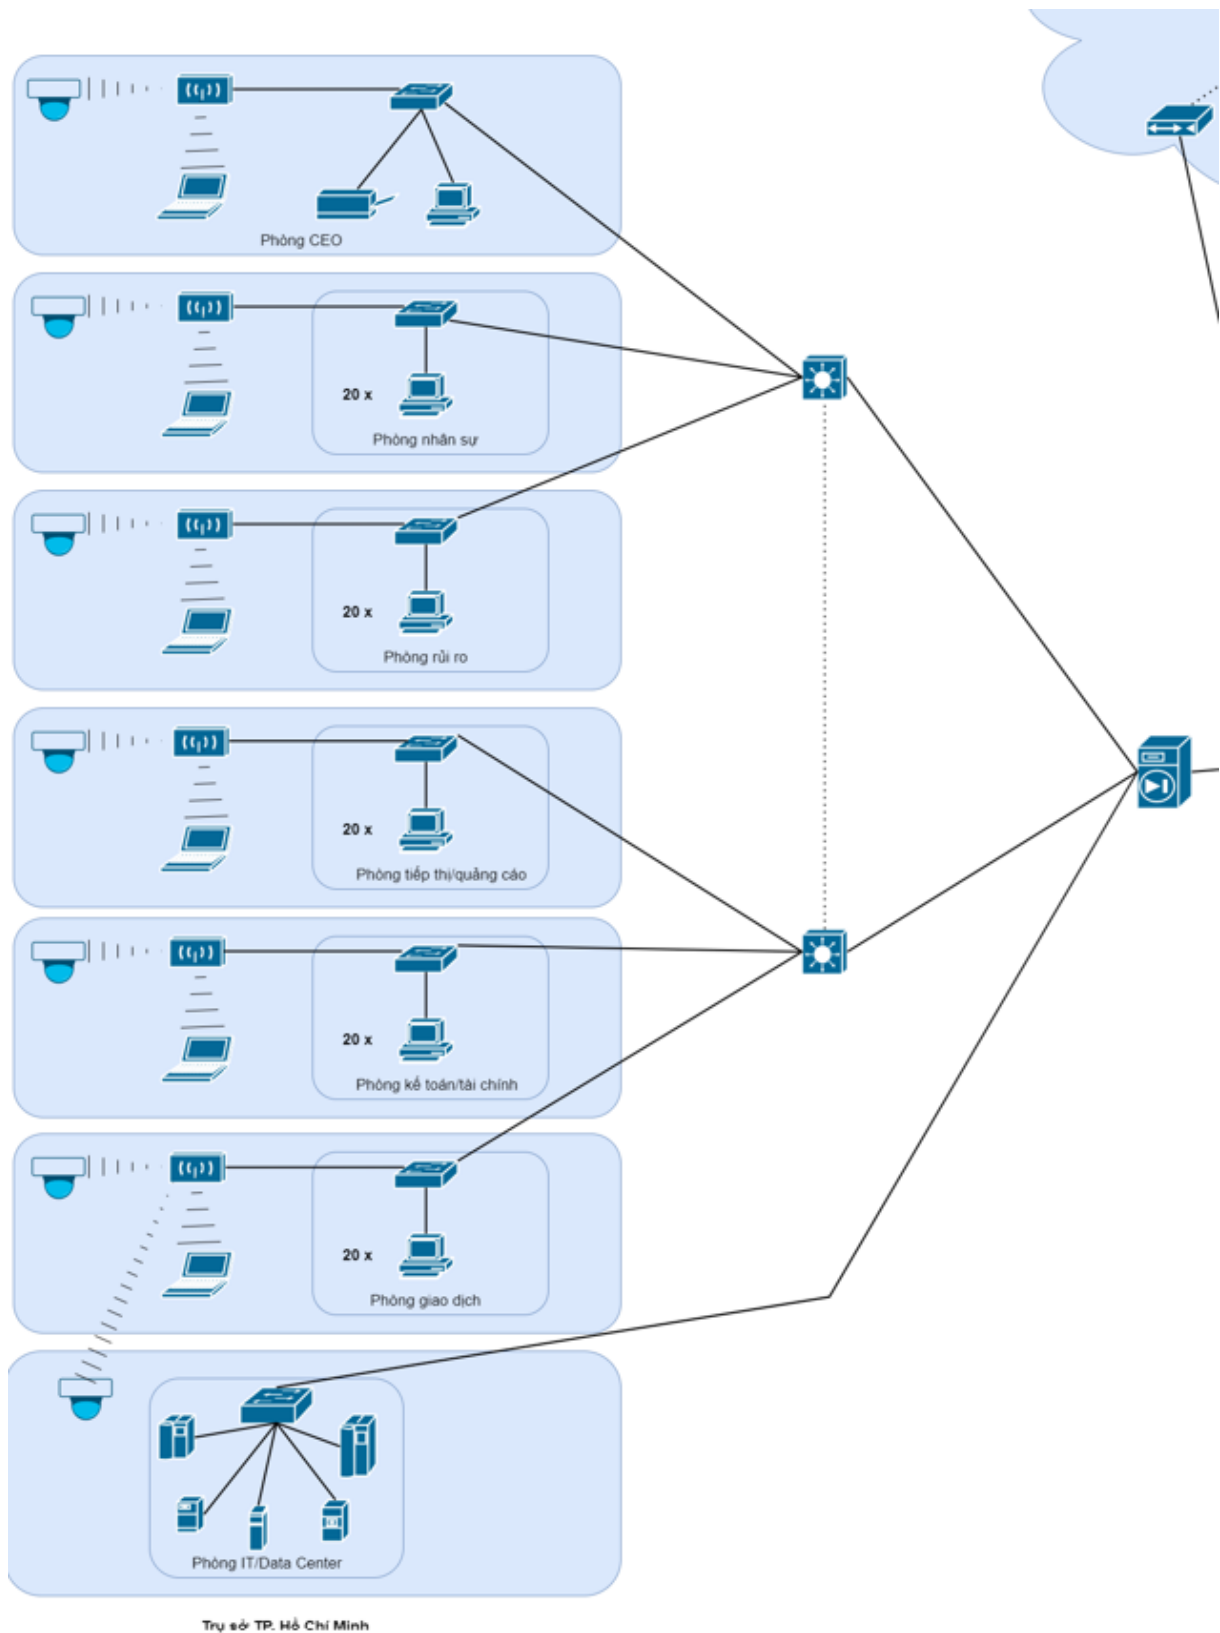 Phòng CEO
20 x
Phòng nhân sự
20 x
Phòng rủi ro
20 x
Phòng tiếp thị/quảng cáo
20 x
Phòng kế toán/tài chính
20 x
Phòng giao dịch
Phòng IT/Data Center
Trụ sở TP. Hồ Chí Minh